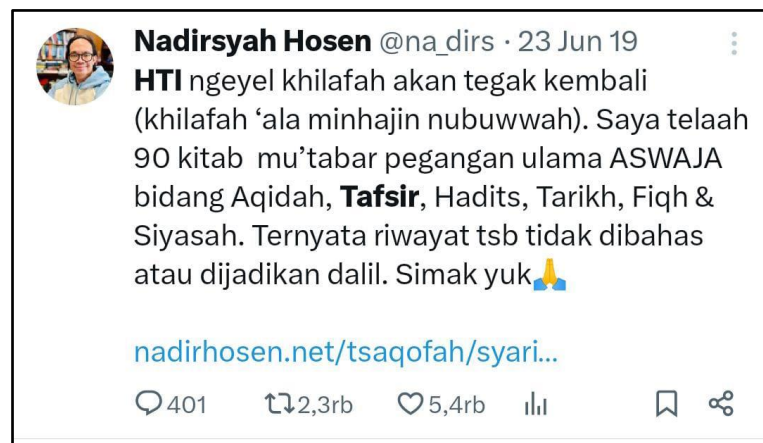 Nadirsyah Hosen @na_dirs · 23 Jun 19
HTI ngeyel khilafah akan tegak kembali
(khilafah ‘ala minhajin nubuwwah). Saya telaah
90 kitab mu’tabar pegangan ulama ASWAJA
bidang Aqidah, Tafsir, Hadits, Tarikh, Fiqh &
Siyasah. Ternyata riwayat tsb tidak dibahas
atau dijadikan dalil. Simak yuk🙏
nadirhosen.net/tsaqofah/syari...
401 2,3rb 5,4rb